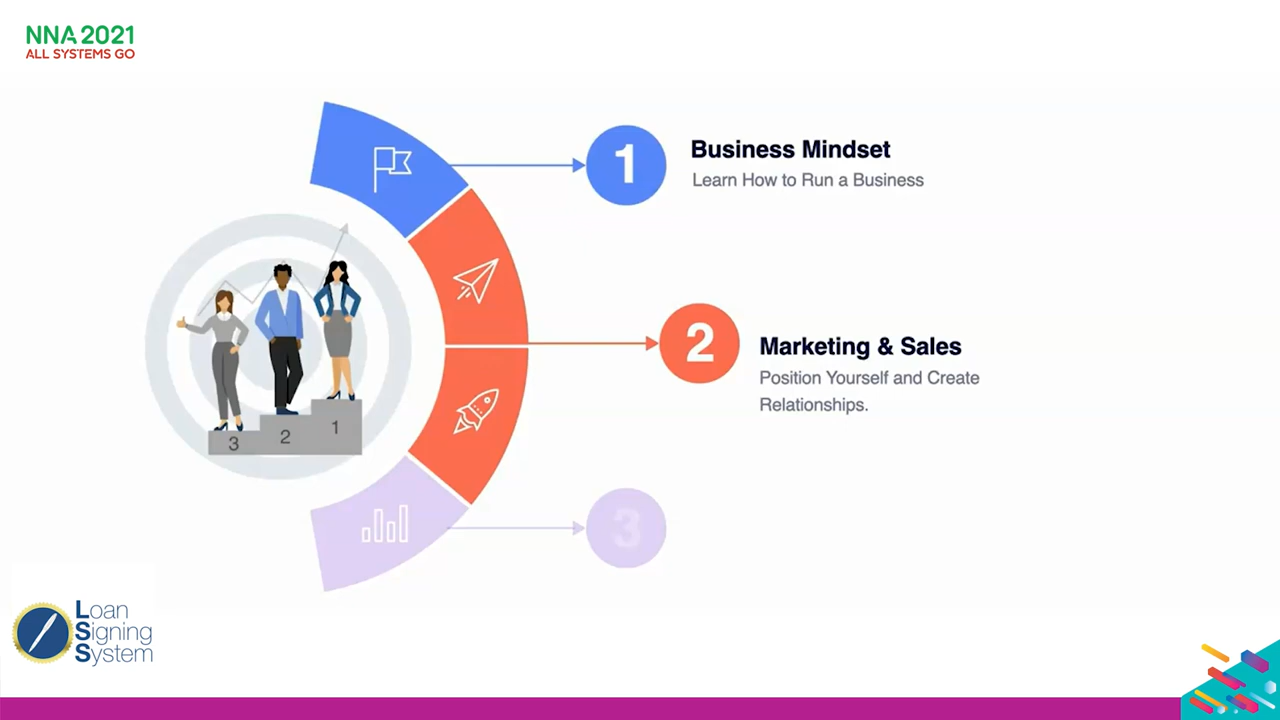 NNA 2021
ALL SYSTEMS GO
1
Business Mindset
Learn How to Run a Business
2
Marketing & Sales
Position Yourself and Create
Relationships.
3
2
1
3
Loan
Signing
System